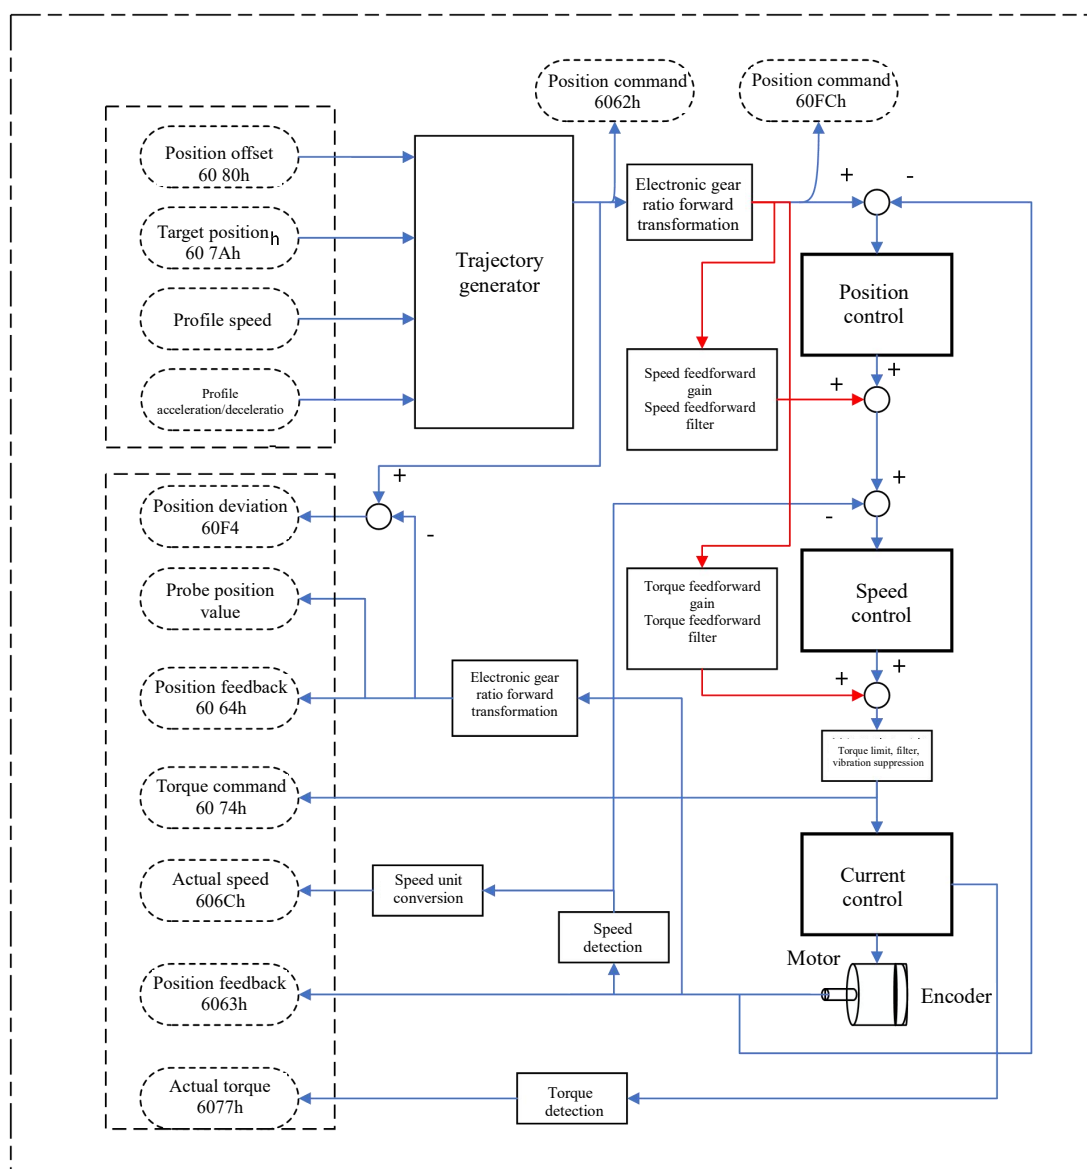 Position command
6062h
Position command
60FCh
Position offset
60 80h
Target position h
60 7Ah
Profile speed
Profile
acceleration/deceleratio
Trajectory
generator
Electronic gear
ratio forward
transformation
+
-
Position
control
+
Speed feedforward
gain
Speed feedforward
filter
+
+
Position deviation
60F4
-
+
-
Probe position
value
Torque feedforward
gain
Torque feedforward
filter
Speed
control
Position feedback
60 64h
Electronic gear
ratio forward
transformation
+
+
Torque limit, filter,
vibration suppression
Torque command
60 74h
Actual speed
606Ch
Speed unit
conversion
Current
control
Speed
detection
Motor
Encoder
Position feedback
6063h
Actual torque
6077h
Torque
detection